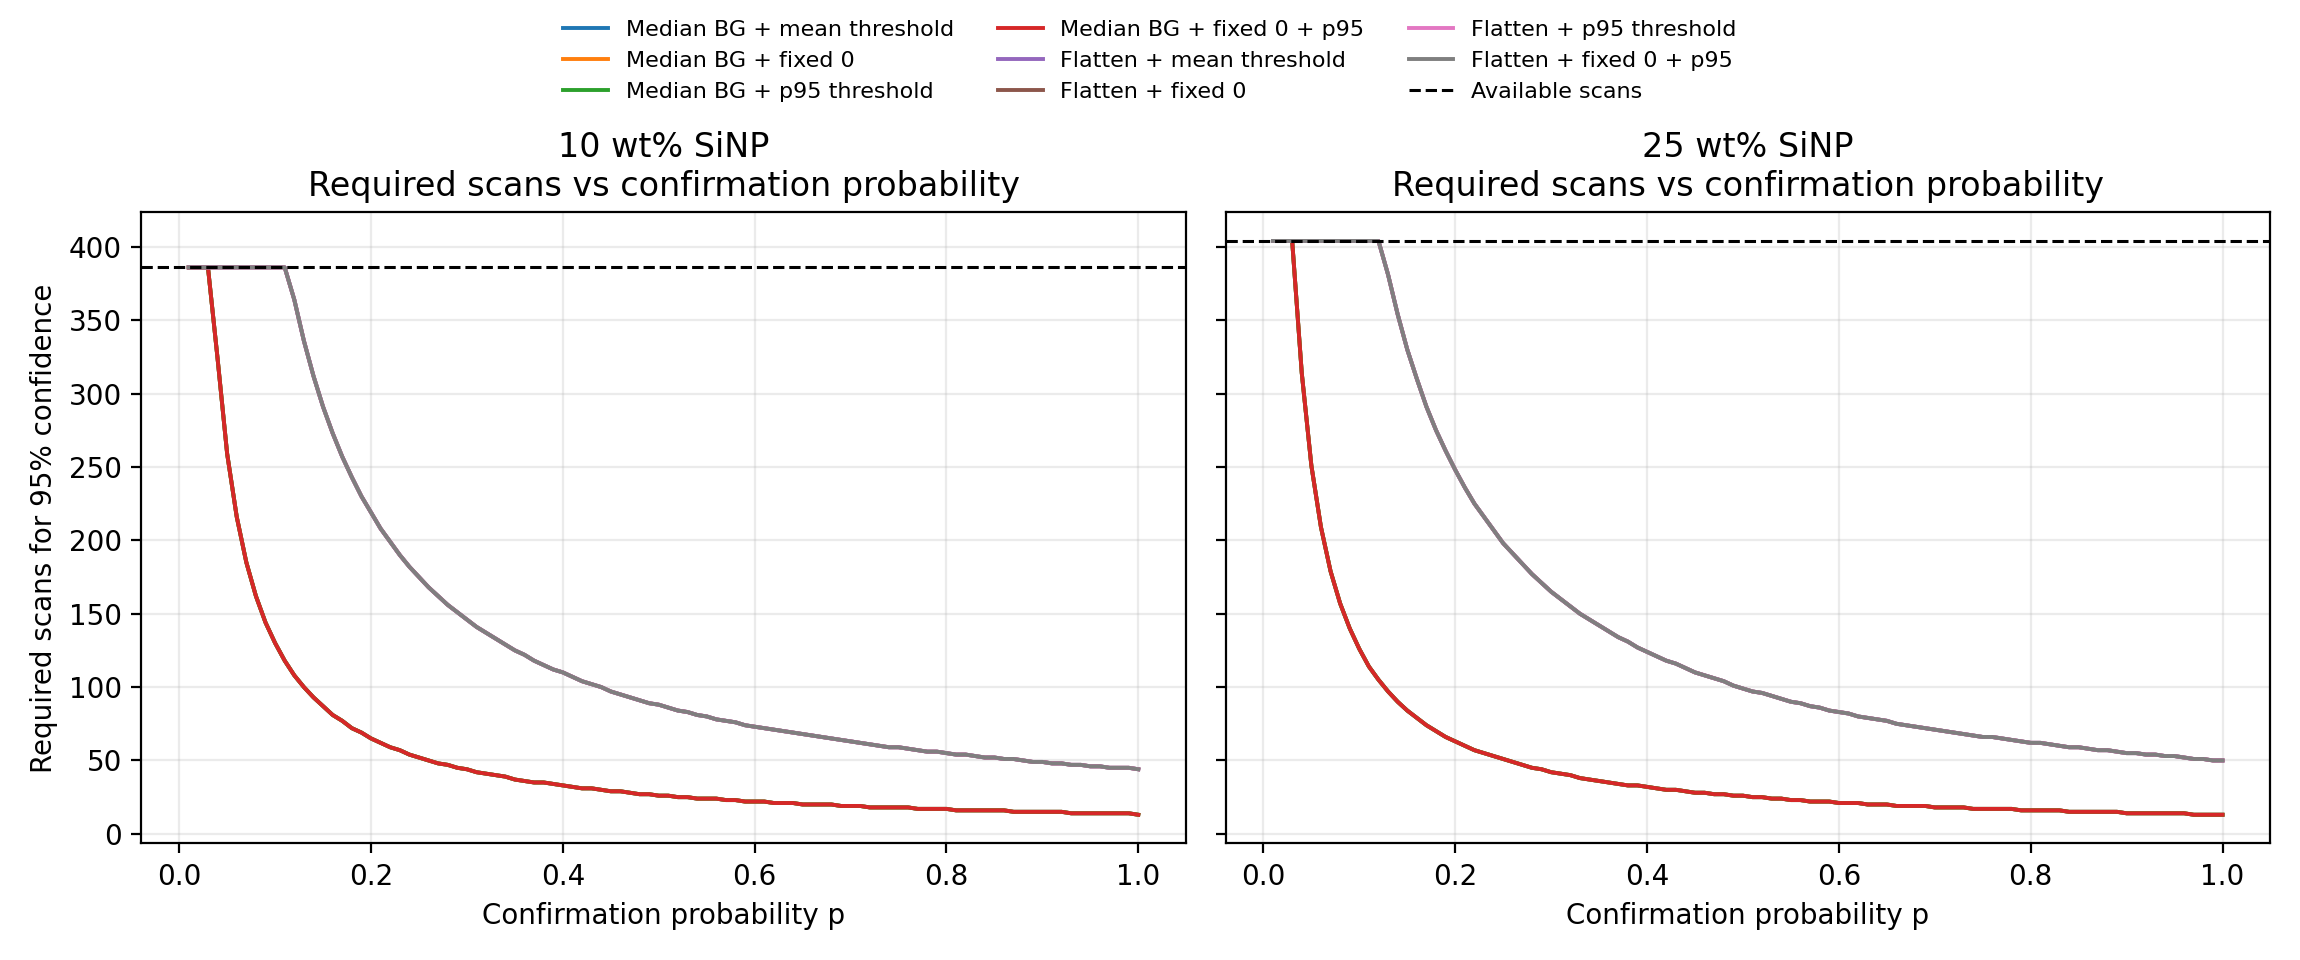 Median BG + mean threshold
Median BG + fixed 0
Median BG + p95 threshold
Median BG + fixed 0 + p95
Flatten + mean threshold
Flatten + fixed 0
Flatten + p95 threshold
Flatten + fixed 0 + p95
Available scans
10 wt% SiNP
Required scans vs confirmation probability
25 wt% SiNP
Required scans vs confirmation probability
Required scans for 95% confidence
400
350
300
250
200
150
100
50
0
0.0 0.2 0.4 0.6 0.8 1.0
Confirmation probability p
0.0 0.2 0.4 0.6 0.8 1.0
Confirmation probability p